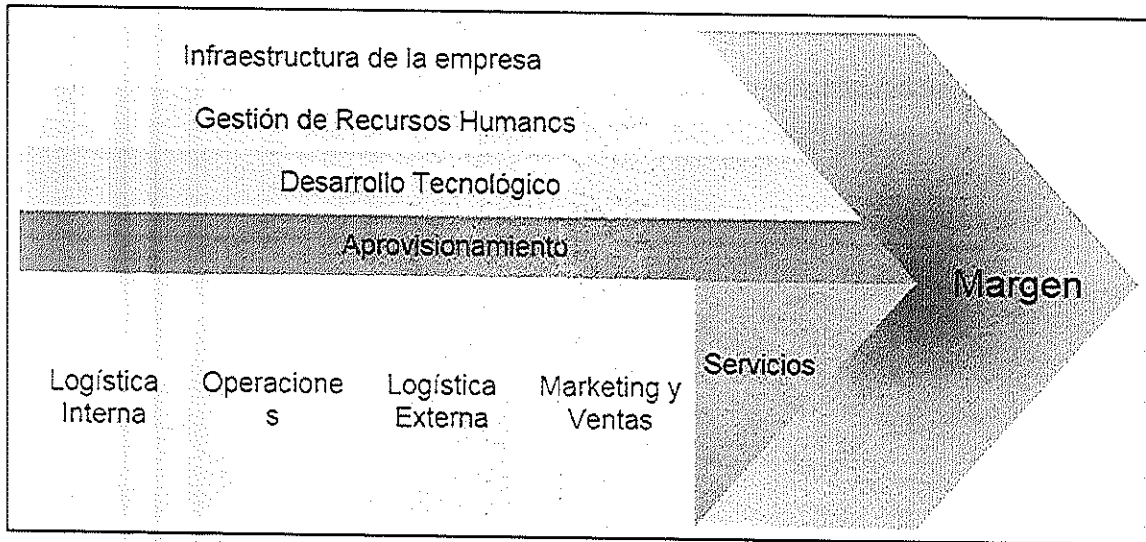 Infraestructura de la empresa
Gestión de Recursos Humancs
Desarrollo Tecnológico
Aprovisionamiento
Margen
Servicios
Logística
Interna
Operacione
s
Logística
Externa
Marketing y
Ventas